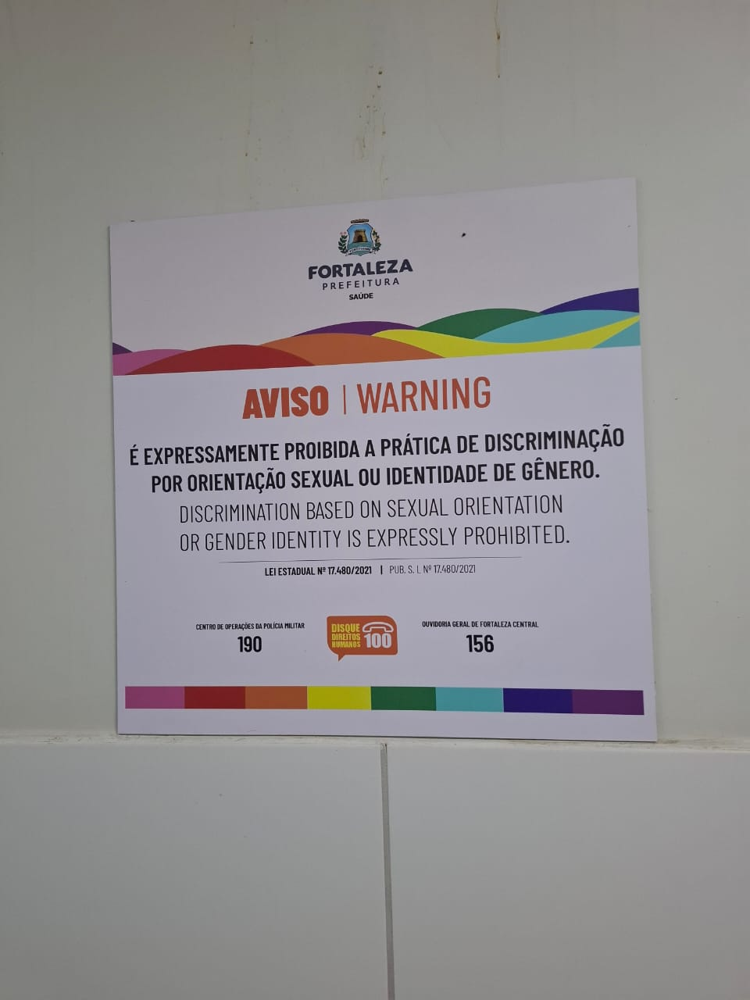 FORTALEZA
PREFEITURA
SAÚDE
AVISO | WARNING
É EXPRESSAMENTE PROIBIDA A PRÁTICA DE DISCRIMINAÇÃO
POR ORIENTAÇÃO SEXUAL OU IDENTIDADE DE GÊNERO.
DISCRIMINATION BASED ON SEXUAL ORIENTATION
OR GENDER IDENTITY IS EXPRESSLY PROHIBITED.
LEI ESTADUAL Nº 17.480/2021 | PUB. S. L Nº 17.480/2021
CENTRO DE OPERAÇÕES DA POLÍCIA MILITAR
190
DISQUE
DIREITOS
HUMANOS
100
OUVIDORIA GERAL DE FORTALEZA CENTRAL
156